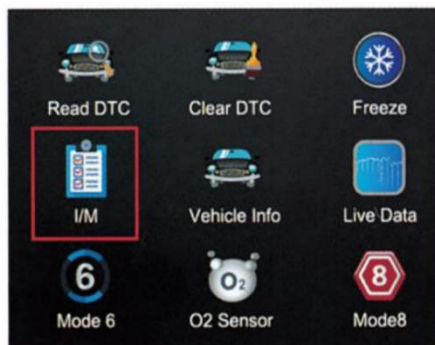 Read DTC
Clear DTC
Freeze
I/M
Vehicle Info
Live Data
6
Mode 6
O2
O2 Sensor
8
Mode8